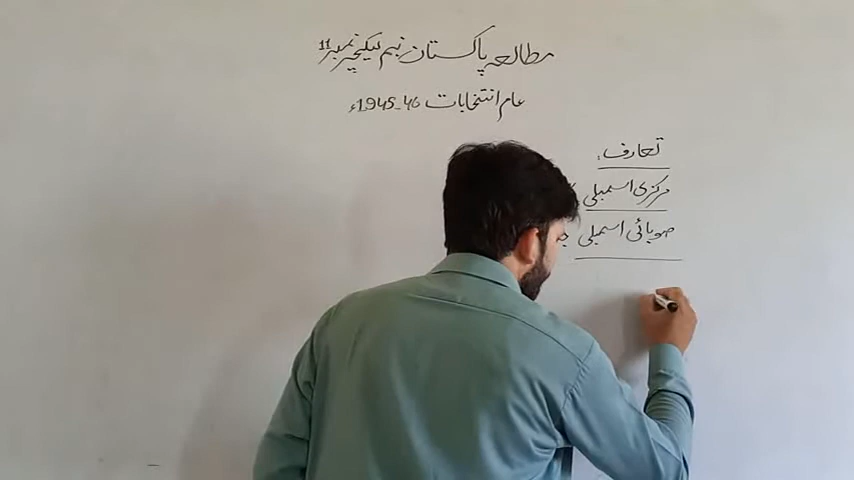 مطالعہ پاکستان نہم لیکچر نمبر 11
عام انتخابات 46-1945ء
تعارف:
مرکزی اسمبلی
صوبائی اسمبلی